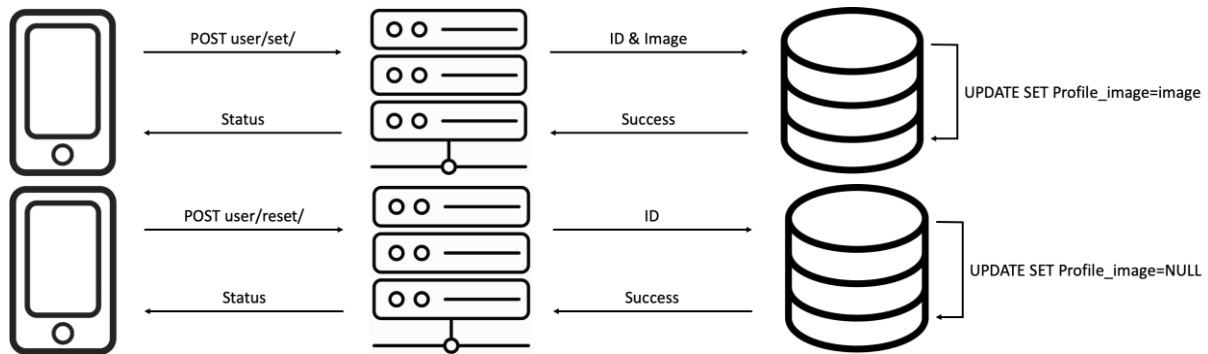 POST user/set/
ID & Image
UPDATE SET Profile_image=image
Status
Success
POST user/reset/
ID
UPDATE SET Profile_image=NULL
Status
Success